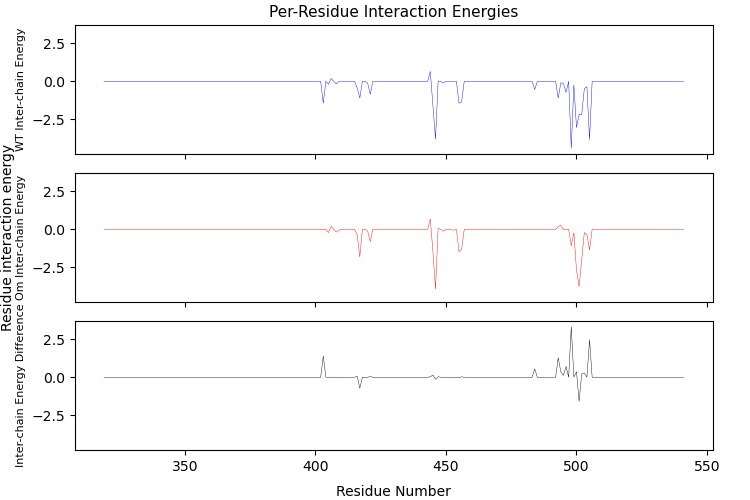 Per-Residue Interaction Energies
WT Inter-chain Energy
2.5
0.0
−2.5
Residue interaction energy
Om Inter-chain Energy
2.5
0.0
−2.5
Inter-chain Energy Difference
2.5
0.0
−2.5
350
400
450
500
550
Residue Number